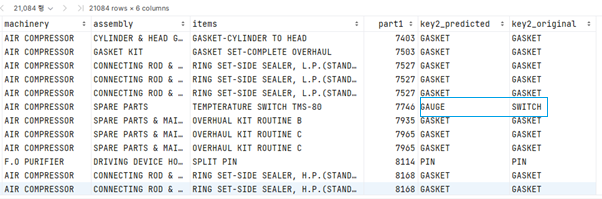 21,084 행 21084 rows × 6 columns
machinery assembly items part1 key2_predicted key2_original
AIR COMPRESSOR CYLINDER & HEAD G… GASKET-CYLINDER TO HEAD 7403 GASKET GASKET
AIR COMPRESSOR GASKET KIT GASKET SET-COMPLETE OVERHAUL 7503 GASKET GASKET
AIR COMPRESSOR CONNECTING ROD & … RING SET-SIDE SEALER, L.P.(STAND… 7527 GASKET GASKET
AIR COMPRESSOR CONNECTING ROD & … RING SET-SIDE SEALER, L.P.(STAND… 7527 GASKET GASKET
AIR COMPRESSOR CONNECTING ROD & … RING SET-SIDE SEALER, L.P.(STAND… 7527 GASKET GASKET
AIR COMPRESSOR SPARE PARTS TEMPTERATURE SWITCH TMS-80 7746 GAUGE SWITCH
AIR COMPRESSOR SPARE PARTS & MAI… OVERHUAL KIT ROUTINE B 7935 GASKET GASKET
AIR COMPRESSOR SPARE PARTS & MAI… OVERHAUL KIT ROUTINE C 7965 GASKET GASKET
AIR COMPRESSOR SPARE PARTS & MAI… OVERHAUL KIT ROUTINE C 7965 GASKET GASKET
F.O PURIFIER DRIVING DEVICE HO… SPLIT PIN 8114 PIN PIN
AIR COMPRESSOR CONNECTING ROD & … RING SET-SIDE SEALER, H.P.(STAND… 8168 GASKET GASKET
AIR COMPRESSOR CONNECTING ROD & … RING SET-SIDE SEALER, H.P.(STAND… 8168 GASKET GASKET